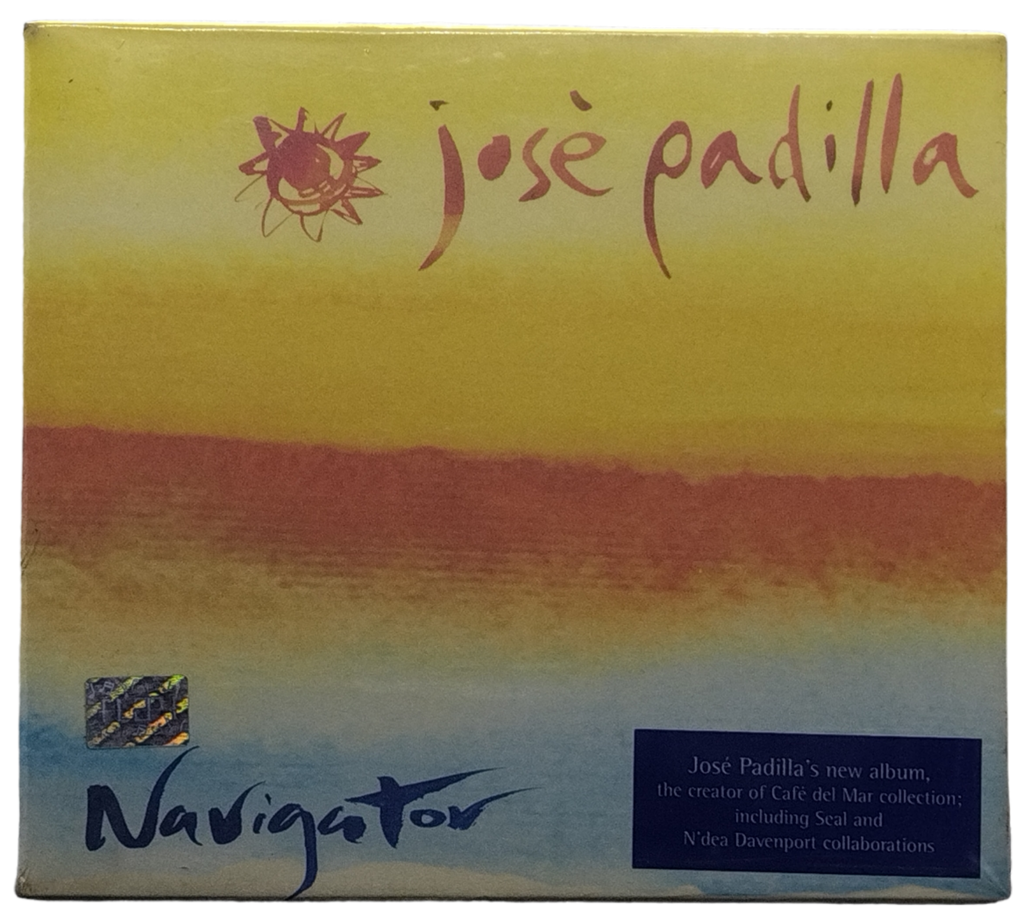 josè padilla
Navigator
José Padilla's new album,
the creator of Café del Mar collection;
including Seal and
N'dea Davenport collaborations